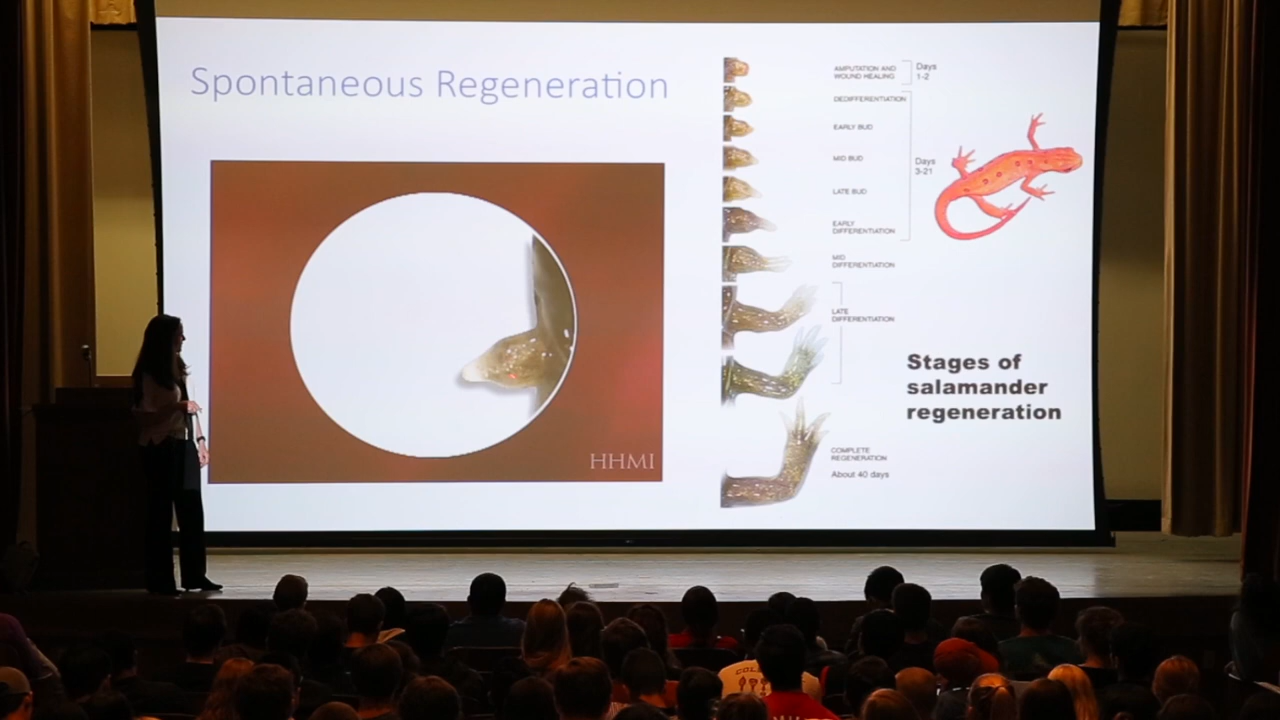 Spontaneous Regeneration
HHMI
AMPUTATION AND
WOUND HEALING
Days
1-2
DEDIFFERENTIATION
EARLY BUD
MID BUD
LATE BUD
EARLY
DIFFERENTIATION
Days
3-21
MID
DIFFERENTIATION
LATE
DIFFERENTIATION
COMPLETE
REGENERATION
About 40 days
Stages of
salamander
regeneration